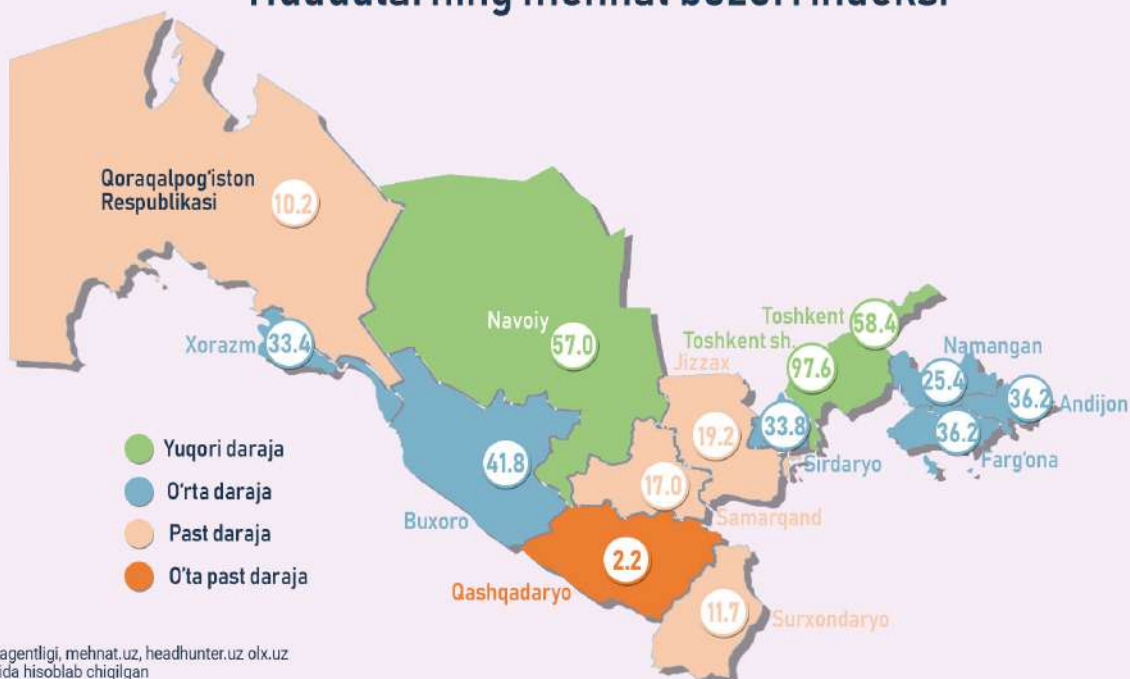 Qoraqalpog'iston
Respublikasi
10.2
Navoiy
57.0
Toshkent
58.4
Toshkent sh.
97.6
Xorazm
33.4
Jizzax
19.2
Namangan
25.4
36.2
Andijon
33.8
Sirdaryo
36.2
Farg'ona
41.8
Buxoro
17.0
Samarqand
2.2
Qashqadaryo
11.7
Surxondaryo
Yuqori daraja
O'rta daraja
Past daraja
O'ta past daraja
agentligi, mehnat.uz, headhunter.uz olx.uz
ida hisoblab chiqilgan